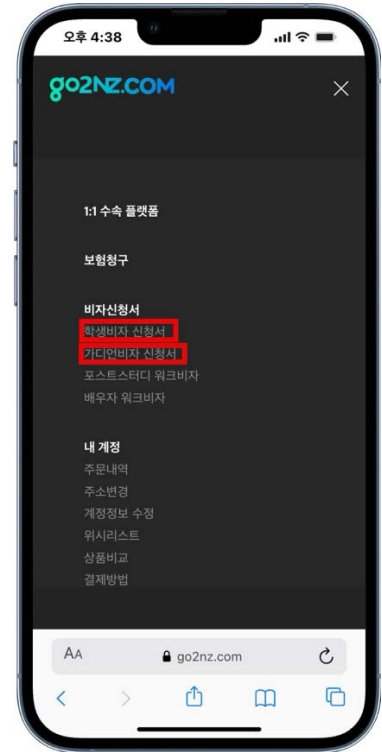 오후 4:38
go2NZ.COM
1:1 수속 플랫폼
보험청구
비자신청서
학생비자 신청서
가디언비자 신청서
포스트스터디 워크비자
배우자 워크비자
내 계정
주문내역
주소변경
계정정보 수정
위시리스트
상품비교
결제방법
AA
go2nz.com